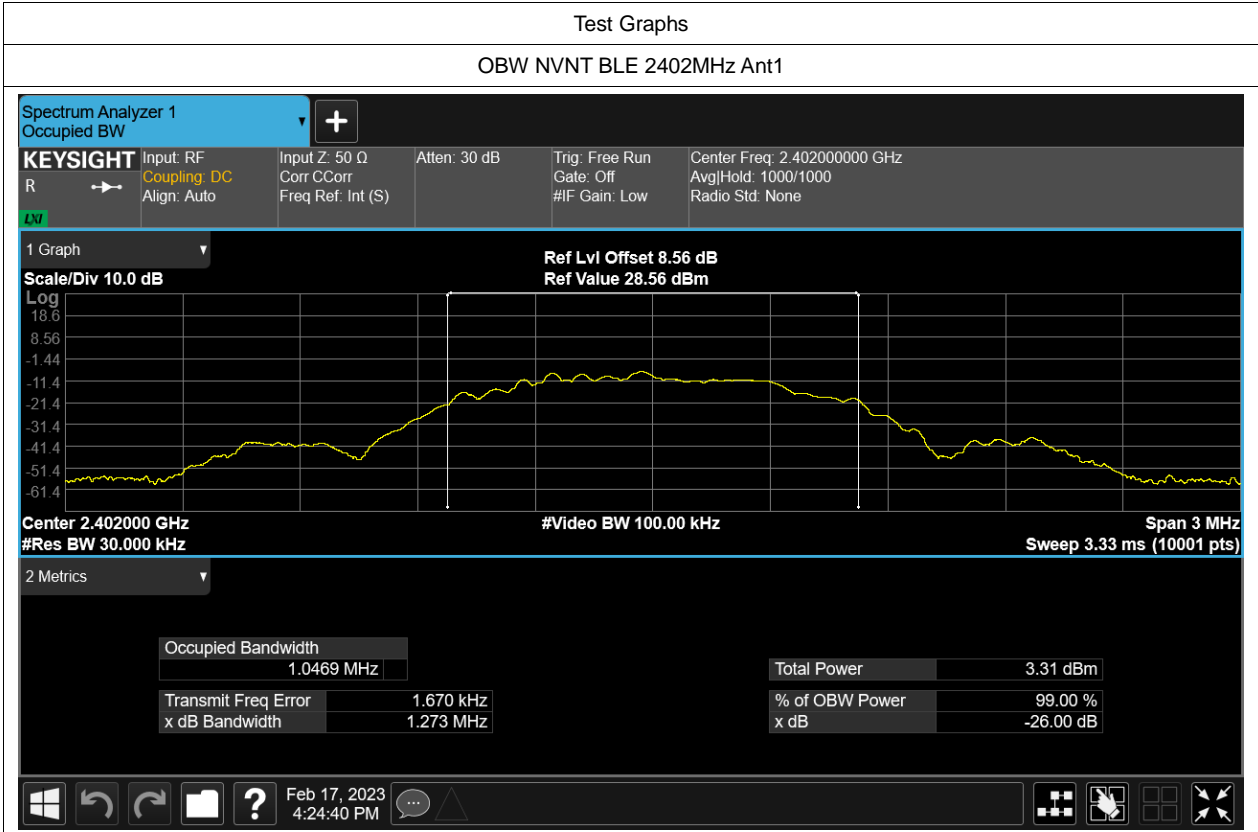 Test Graphs
OBW NVNT BLE 2402MHz Ant1
Spectrum Analyzer 1
Occupied BW
KEYSIGHT
R
LXI
Input: RF
Coupling: DC
Align: Auto
Input Z: 50 Ω
Corr CCorr
Freq Ref: Int (S)
Atten: 30 dB
Trig: Free Run
Gate: Off
#IF Gain: Low
Center Freq: 2.402000000 GHz
Avg|Hold: 1000/1000
Radio Std: None
1 Graph
Scale/Div 10.0 dB
Ref Lvl Offset 8.56 dB
Ref Value 28.56 dBm
Log
18.6
8.56
-1.44
-11.4
-21.4
-31.4
-41.4
-51.4
-61.4
Center 2.402000 GHz
#Video BW 100.00 kHz
Span 3 MHz
#Res BW 30.000 kHz
Sweep 3.33 ms (10001 pts)
2 Metrics
Occupied Bandwidth
1.0469 MHz
Total Power 3.31 dBm
Transmit Freq Error 1.670 kHz
% of OBW Power 99.00 %
x dB Bandwidth 1.273 MHz
x dB -26.00 dB
?
Feb 17, 2023
4:24:40 PM